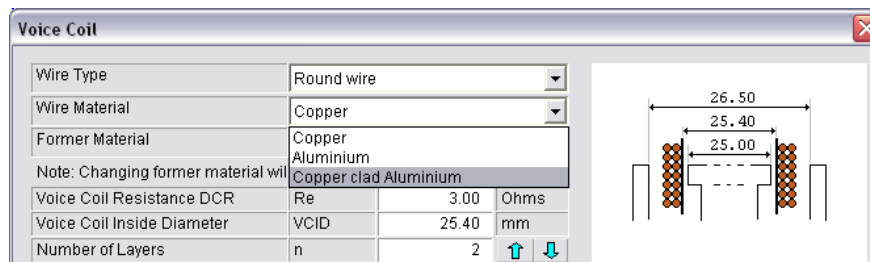 Voice Coil
Wire Type Round wire
Wire Material Copper
Former Material Copper
Aluminium
Note: Changing former material wil Copper clad Aluminium
Voice Coil Resistance DCR Re 3.00 Ohms
Voice Coil Inside Diameter VCID 25.40 mm
Number of Layers n 2
26.50
25.40
25.00